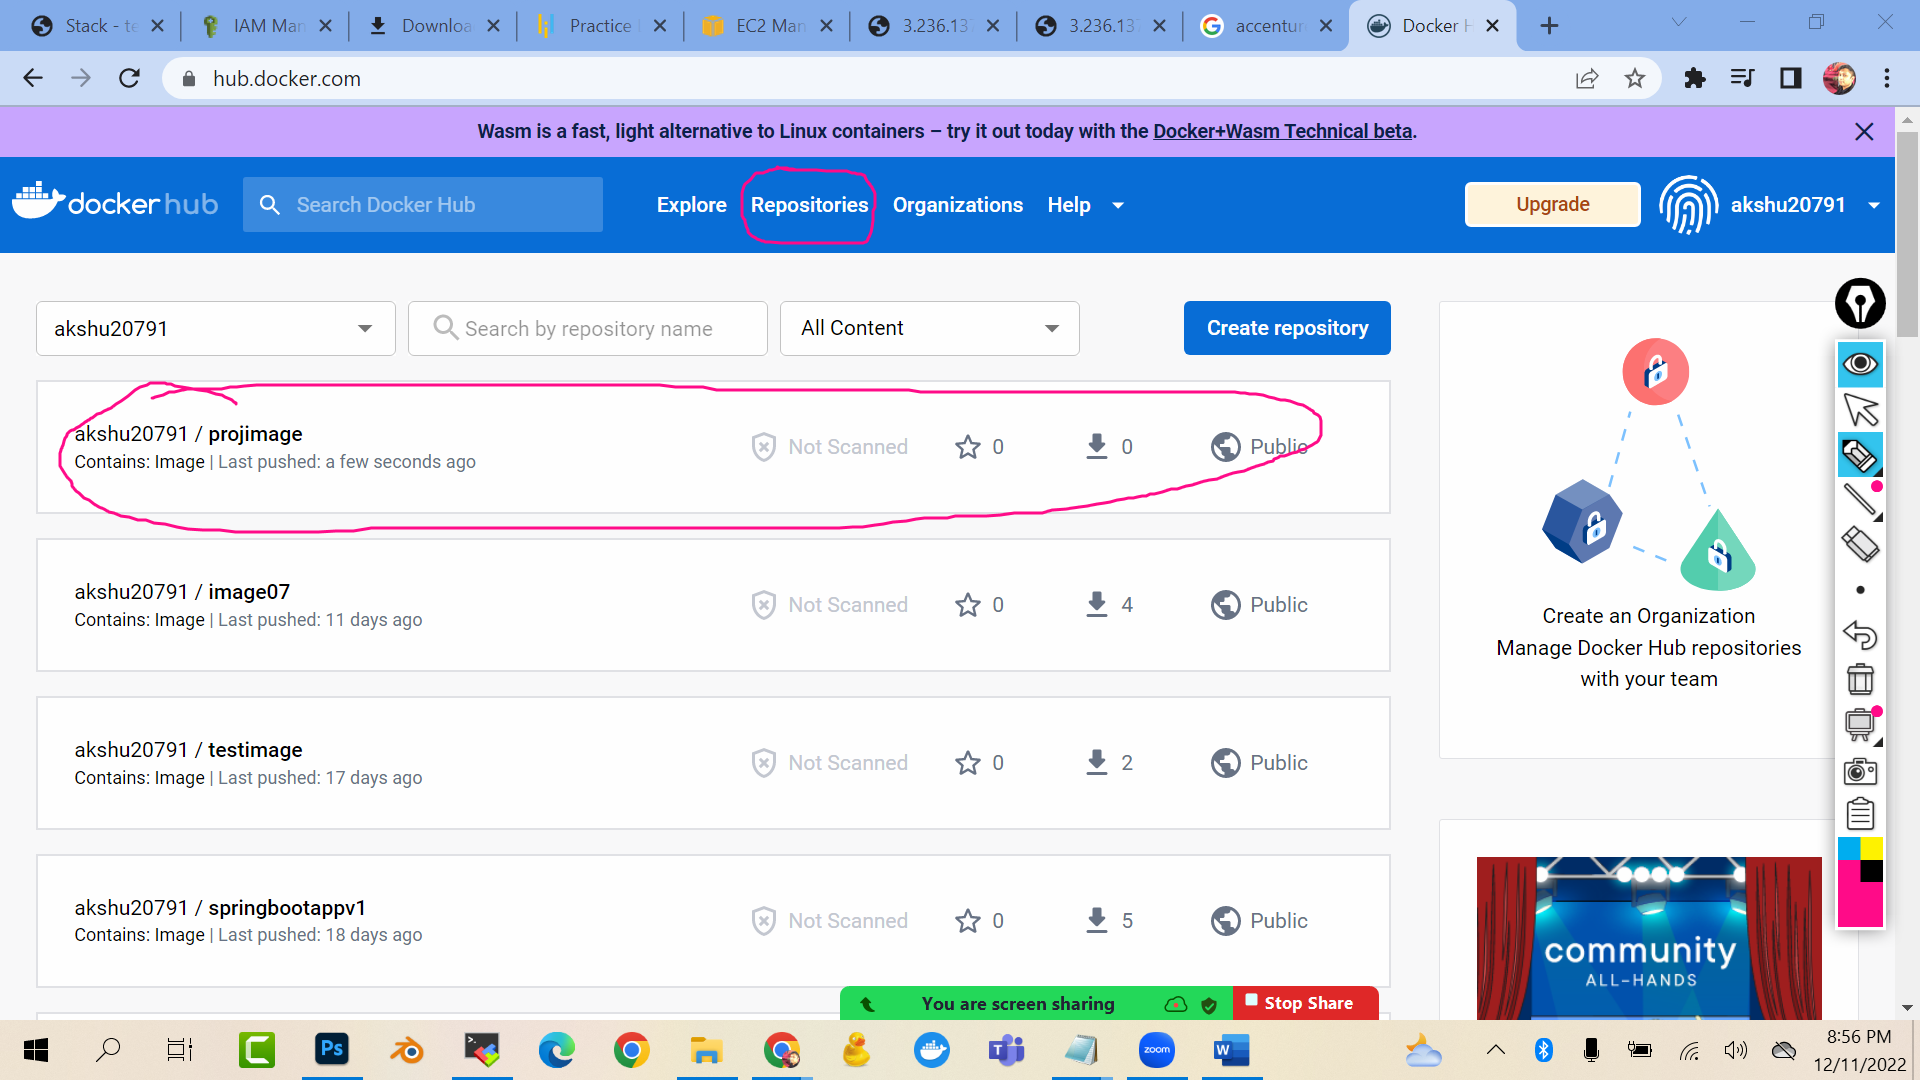 Stack - te
IAM Man
Downloa
Practice
EC2 Man
3.236.137
3.236.137
accenture
Docker H
hub.docker.com
Wasm is a fast, light alternative to Linux containers – try it out today with the Docker+Wasm Technical beta.
docker hub
Search Docker Hub
Explore
Repositories
Organizations
Help
Upgrade
akshu20791
akshu20791
Search by repository name
All Content
Create repository
akshu20791 / projimage
Contains: Image | Last pushed: a few seconds ago
Not Scanned
0
0
Public
akshu20791 / image07
Contains: Image | Last pushed: 11 days ago
Not Scanned
0
4
Public
akshu20791 / testimage
Contains: Image | Last pushed: 17 days ago
Not Scanned
0
2
Public
akshu20791 / springbootappv1
Contains: Image | Last pushed: 18 days ago
Not Scanned
0
5
Public
Create an Organization
Manage Docker Hub repositories
with your team
community
ALL-HANDS
You are screen sharing
Stop Share
Ps
zoom
W
8:56 PM
12/11/2022